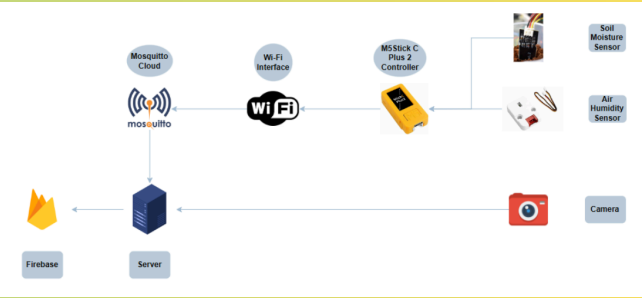 Soil
Moisture
Sensor
M5Stick C
Plus 2
Controller
Mosquitto
Cloud
Wi-Fi
Interface
Air
Humidity
Sensor
WiFi
mosquitto
Camera
Firebase
Server